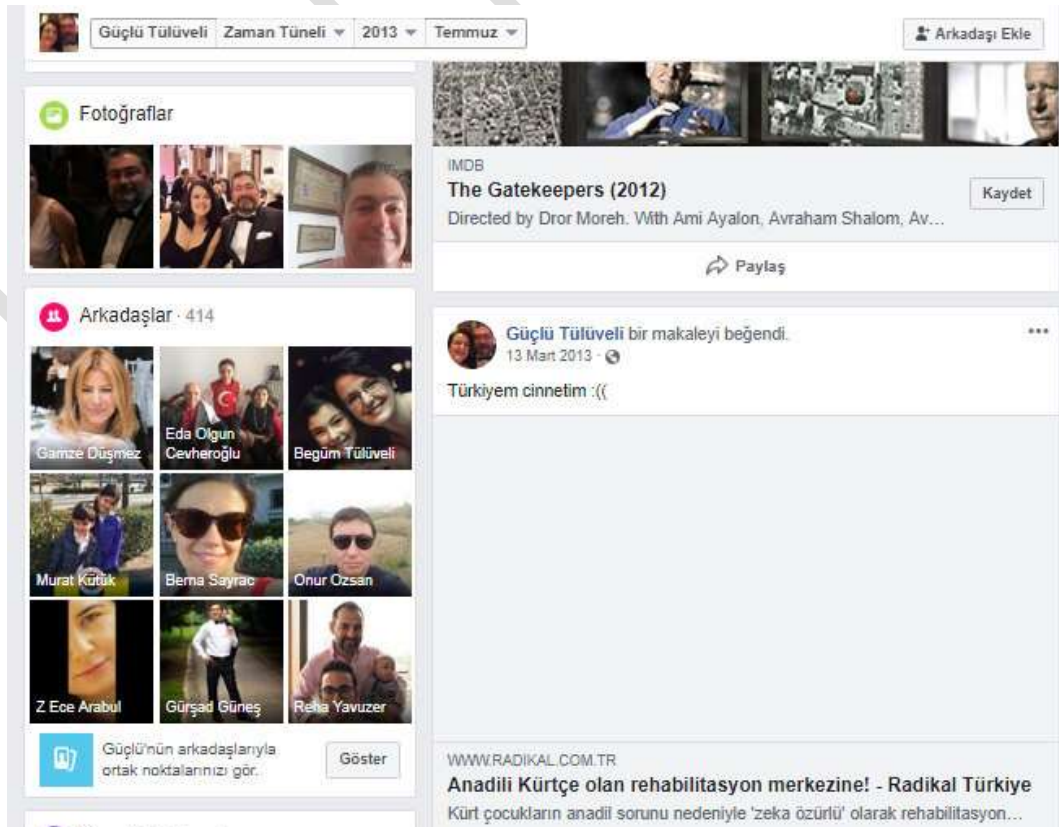 Güçlü Tülüveli Zaman Tüneli 2013 Temmuz
Arkadaşı Ekle
Fotoğraflar
Arkadaşlar · 414
Gamze Düşmez
Eda Olgun
Cevheroğlu
Begüm Tülüveli
Murat Kütük
Berna Sayrac
Onur Ozsan
Z Ece Arabul
Gürşad Güneş
Reha Yavuzer
Güçlü'nün arkadaşlarıyla
ortak noktalarınızı gör.
Göster
IMDB
The Gatekeepers (2012)
Directed by Dror Moreh. With Ami Ayalon, Avraham Shalom, Av...
Kaydet
Paylaş
Güçlü Tülüveli bir makaleyi beğendi.
13 Mart 2013 ·
Türkiyem cinnetim :((
WWW.RADIKAL.COM.TR
Anadili Kürtçe olan rehabilitasyon merkezine! - Radikal Türkiye
Kürt çocukların anadil sorunu nedeniyle 'zeka özürlü' olarak rehabilitasyon...